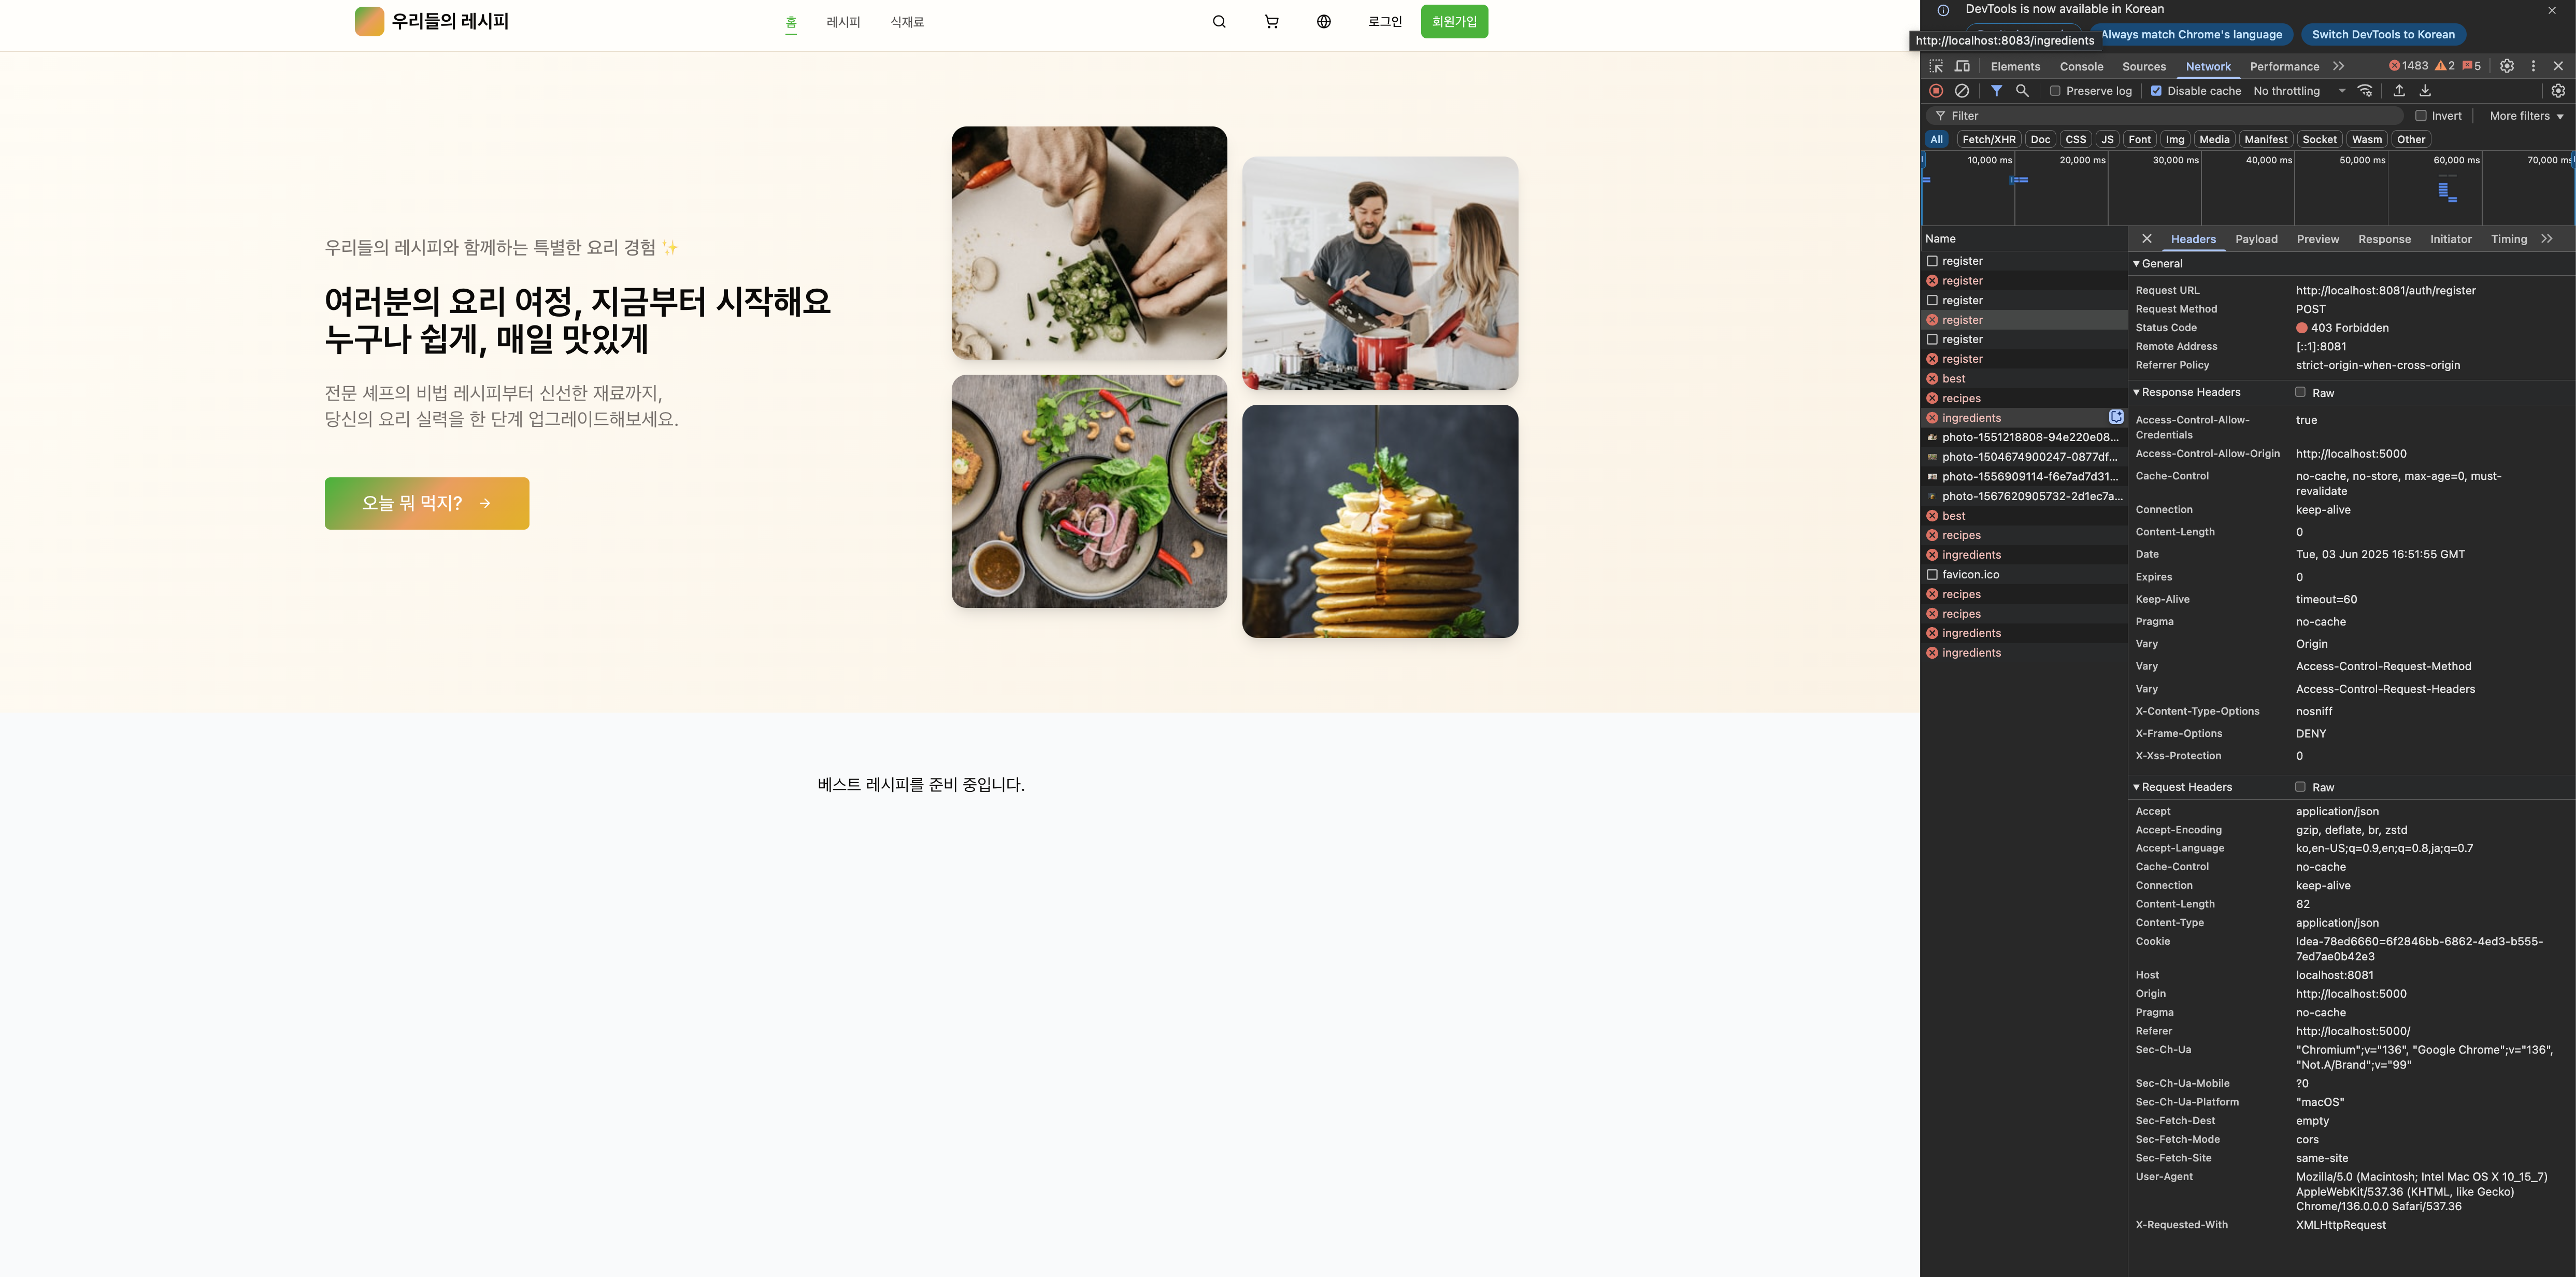 우리들의 레시피
홈 레시피 식재료
로그인 회원가입
우리들의 레시피와 함께하는 특별한 요리 경험 ✨
여러분의 요리 여정, 지금부터 시작해요
누구나 쉽게, 매일 맛있게
전문 셰프의 비법 레시피부터 신선한 재료까지,
당신의 요리 실력을 한 단계 업그레이드해보세요.
오늘 뭐 먹지? →
베스트 레시피를 준비 중입니다.
DevTools is now available in Korean
Always match Chrome's language Switch DevTools to Korean
http://localhost:8083/ingredients
Elements Console Sources Network Performance 1483 2 5
Preserve log Disable cache No throttling
Filter Invert More filters
All Fetch/XHR Doc CSS JS Font Img Media Manifest Socket Wasm Other
10,000 ms 20,000 ms 30,000 ms 40,000 ms 50,000 ms 60,000 ms 70,000 ms
Name
register
register
register
register
register
register
best
recipes
ingredients
photo-1551218808-94e220e08...
photo-1504674900247-0877df...
photo-1556909114-f6e7ad7d31...
photo-1567620905732-2d1ec7a...
best
recipes
ingredients
favicon.ico
recipes
recipes
ingredients
ingredients
Headers Payload Preview Response Initiator Timing
General
Request URL http://localhost:8081/auth/register
Request Method POST
Status Code 403 Forbidden
Remote Address [::1]:8081
Referrer Policy strict-origin-when-cross-origin
Response Headers Raw
Access-Control-Allow- true
Credentials
Access-Control-Allow-Origin http://localhost:5000
Cache-Control no-cache, no-store, max-age=0, must-
revalidate
Connection keep-alive
Content-Length 0
Date Tue, 03 Jun 2025 16:51:55 GMT
Expires 0
Keep-Alive timeout=60
Pragma no-cache
Vary Origin
Vary Access-Control-Request-Method
Vary Access-Control-Request-Headers
X-Content-Type-Options nosniff
X-Frame-Options DENY
X-Xss-Protection 0
Request Headers Raw
Accept application/json
Accept-Encoding gzip, deflate, br, zstd
Accept-Language ko,en-US;q=0.9,en;q=0.8,ja;q=0.7
Cache-Control no-cache
Connection keep-alive
Content-Length 82
Content-Type application/json
Cookie Idea-78ed6660=6f2846bb-6862-4ed3-b555-
7ed7ae0b42e3
Host localhost:8081
Origin http://localhost:5000
Pragma no-cache
Referer http://localhost:5000/
Sec-Ch-Ua "Chromium";v="136", "Google Chrome";v="136",
"Not.A/Brand";v="99"
Sec-Ch-Ua-Mobile ?0
Sec-Ch-Ua-Platform "macOS"
Sec-Fetch-Dest empty
Sec-Fetch-Mode cors
Sec-Fetch-Site same-site
User-Agent Mozilla/5.0 (Macintosh; Intel Mac OS X 10_15_7)
AppleWebKit/537.36 (KHTML, like Gecko)
Chrome/136.0.0.0 Safari/537.36
X-Requested-With XMLHttpRequest